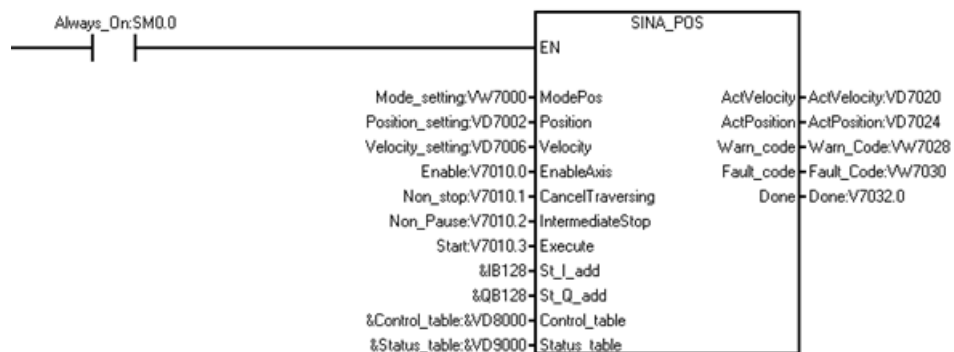 Always_On:SM0.0 SINA_POS
EN
Mode_setting:VW7000 ModePos ActVelocity ActVelocity:VD7020
Position_setting:VD7002 Position ActPosition ActPosition:VD7024
Velocity_setting:VD7006 Velocity Warn_code Warn_Code:VW7028
Enable:V7010.0 EnableAxis Fault_code Fault_Code:VW7030
Non_stop:V7010.1 CancelTraversing Done Done:V7032.0
Non_Pause:V7010.2 IntermediateStop
Start:V7010.3 Execute
&IB128 St_I_add
&QB128 St_Q_add
&Control_table:&VD8000 Control_table
&Status_table:&VD9000 Status_table